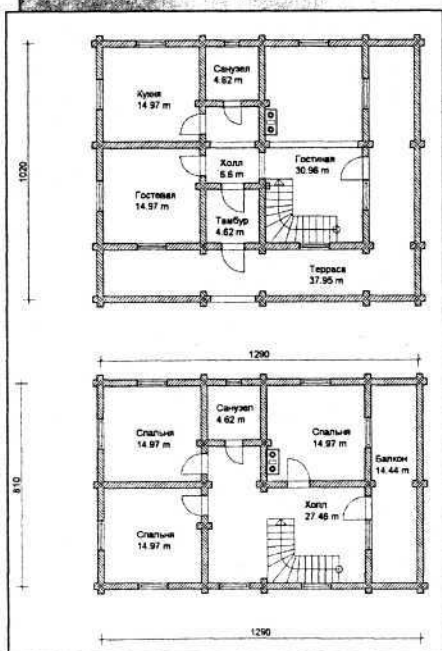 Санузел
4.62 m
Кухня
14.97 m
1020
Холл
6.6 m
Гостиная
30.96 m
Гостевая
14.97 m
Тамбур
4.62 m
Терраса
37.95 m
1290
Санузел
4.62 m
Спальня
14.97 m
Спальня
14.97 m
Балкон
14.44 m
810
Холл
27.46 m
Спальня
14.97 m
1290